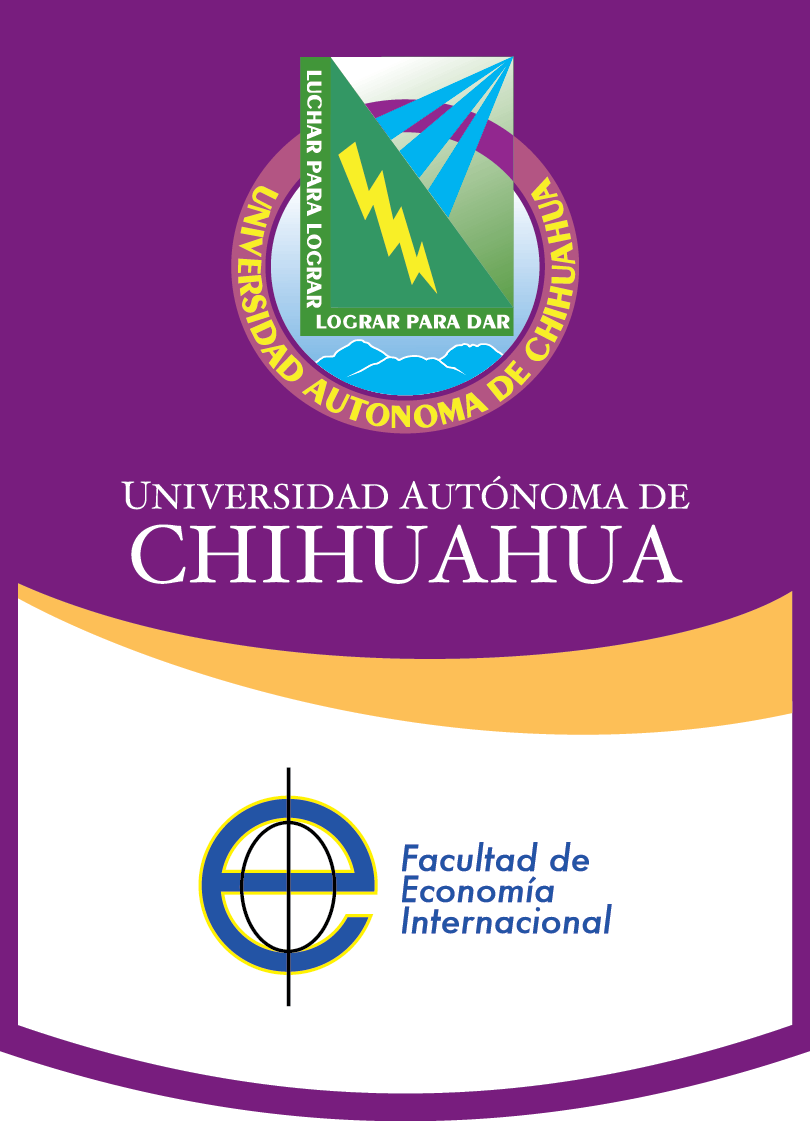 LUCHAR PARA LOGRAR
LOGRAR PARA DAR
UNIVERSIDAD AUTONOMA DE CHIHUAHUA
UNIVERSIDAD AUTÓNOMA DE
CHIHUAHUA
Facultad de
Economía
Internacional